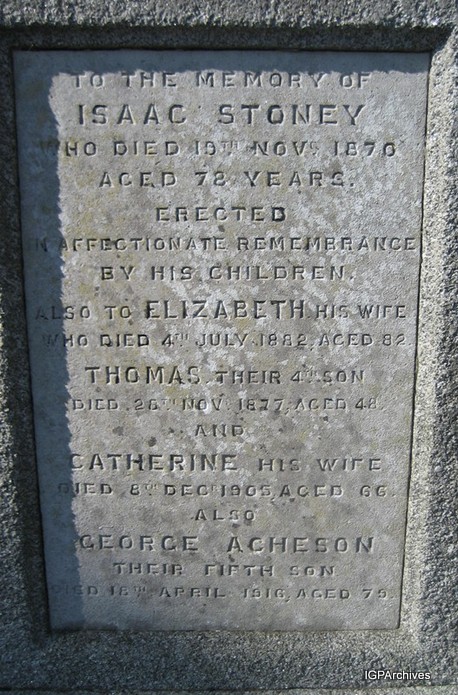 TO THE MEMORY OF
ISAAC STONEY
WHO DIED 19TH NOVR 1870
AGED 72 YEARS.
ERECTED
IN AFFECTIONATE REMEMBRANCE
BY HIS CHILDREN.
ALSO TO ELIZABETH HIS WIFE
WHO DIED 4TH JULY 1882, AGED 82.
THOMAS, THEIR 4TH SON
DIED NOV. 1877, AGED 48.
AND
CATHERINE HIS WIFE
DIED 8TH DECR 1905, AGED 66.
ALSO
GEORGE ACHESON,
THEIR FIFTH SON
DIED 18TH APRIL 1916, AGED 79.
IGPArchives